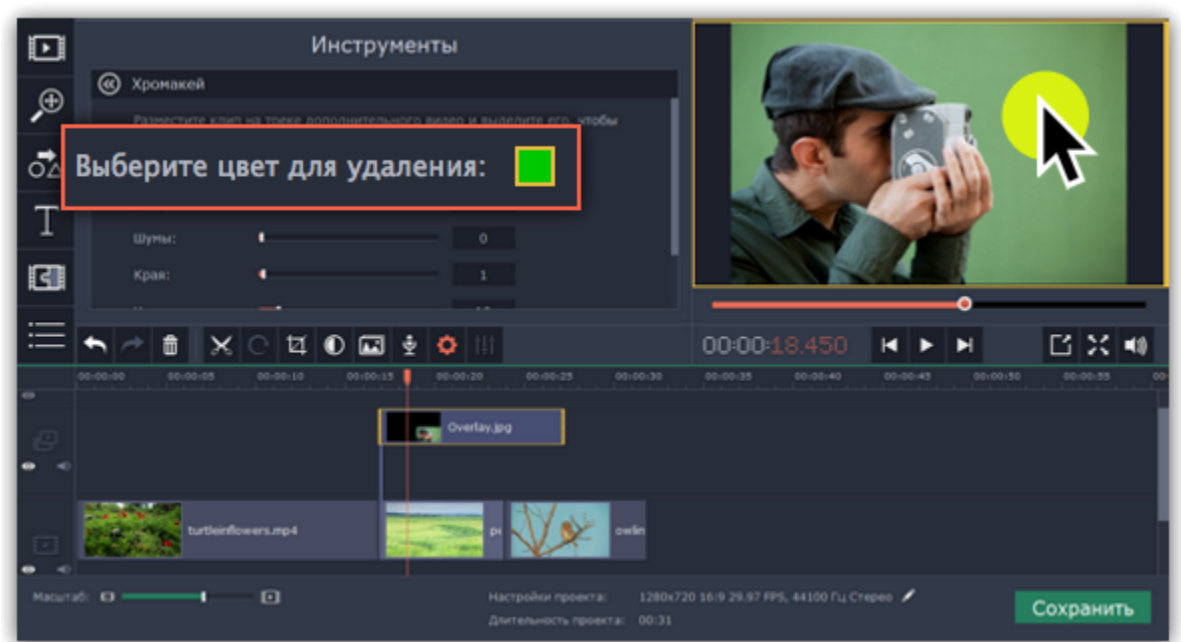 Инструменты
Хромакей
Разместите клип на треке дополнительного видео и выделите его, чтобы
Выберите цвет для удаления:
Шумы: 0
Края: 1
00:00:18.450
00:00:00 00:00:05 00:00:10 00:00:15 00:00:20 00:00:25 00:00:30 00:00:35 00:00:40 00:00:45 00:00:50 00:00:55 00:
Overlay.jpg
turtleinflowers.mp4
owlin
Масштаб:
Настройки проекта: 1280x720 16:9 29.97 FPS, 44100 Гц Стерео
Длительность проекта: 00:31
Сохранить